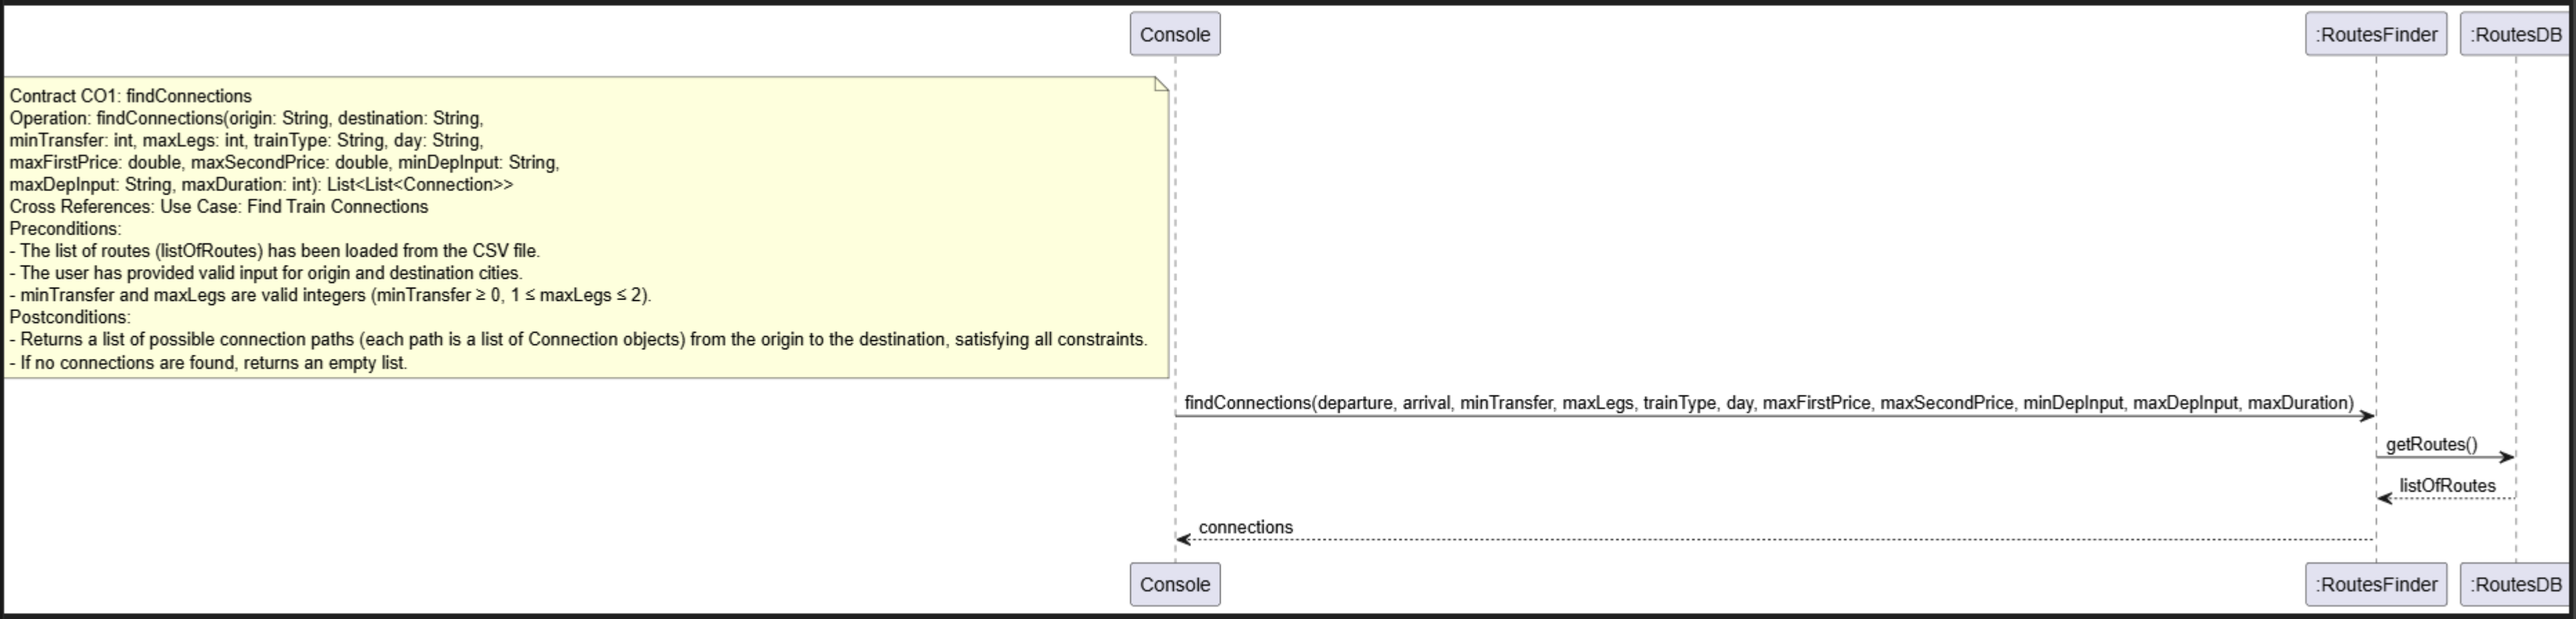 Console
:RoutesFinder
:RoutesDB
Contract CO1: findConnections
Operation: findConnections(origin: String, destination: String,
minTransfer: int, maxLegs: int, trainType: String, day: String,
maxFirstPrice: double, maxSecondPrice: double, minDepInput: String,
maxDepInput: String, maxDuration: int): List<List<Connection>>
Cross References: Use Case: Find Train Connections
Preconditions:
- The list of routes (listOfRoutes) has been loaded from the CSV file.
- The user has provided valid input for origin and destination cities.
- minTransfer and maxLegs are valid integers (minTransfer ≥ 0, 1 ≤ maxLegs ≤ 2).
Postconditions:
- Returns a list of possible connection paths (each path is a list of Connection objects) from the origin to the destination, satisfying all constraints.
- If no connections are found, returns an empty list.
findConnections(departure, arrival, minTransfer, maxLegs, trainType, day, maxFirstPrice, maxSecondPrice, minDepInput, maxDepInput, maxDuration)
getRoutes()
listOfRoutes
connections
Console
:RoutesFinder
:RoutesDB